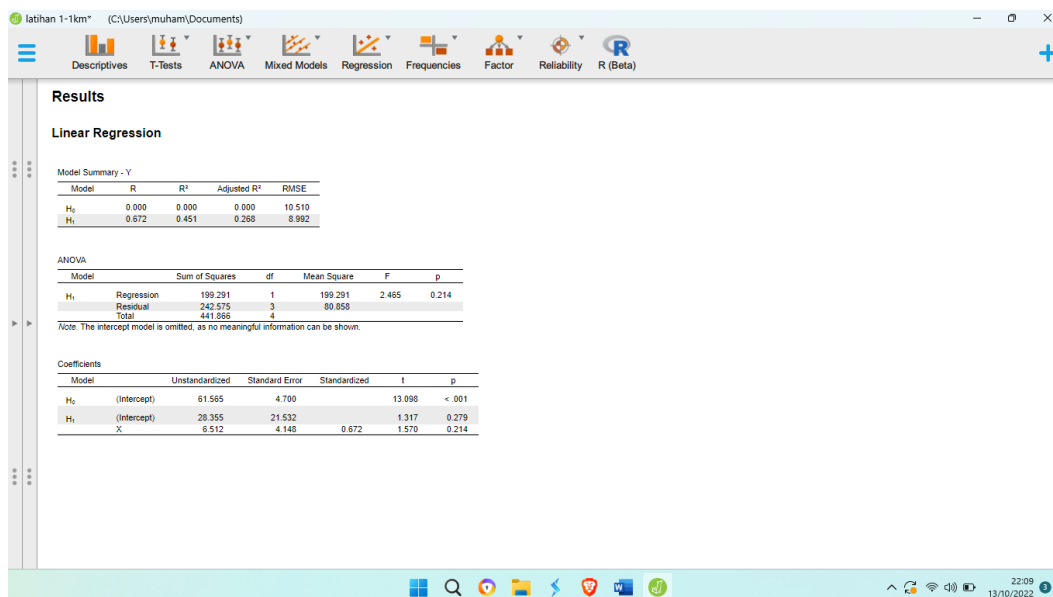 latihan 1-1km* (C:\Users\muham\Documents)
Descriptives T-Tests ANOVA Mixed Models Regression Frequencies Factor Reliability R (Beta)
R
Results
Linear Regression
Model Summary - Y
Model R R² Adjusted R² RMSE
H₀ 0.000 0.000 0.000 10.510
H₁ 0.672 0.451 0.268 8.992
ANOVA
Model Sum of Squares df Mean Square F p
H₁ Regression 199.291 1 199.291 2.465 0.214
Residual 242.575 3 80.858
Total 441.866 4
Note. The intercept model is omitted, as no meaningful information can be shown.
Coefficients
Model Unstandardized Standard Error Standardized t p
H₀ (Intercept) 61.565 4.700 13.098 < .001
H₁ (Intercept) 28.355 21.532 1.317 0.279
X 6.512 4.148 0.672 1.570 0.214
22:09
13/10/2022
3